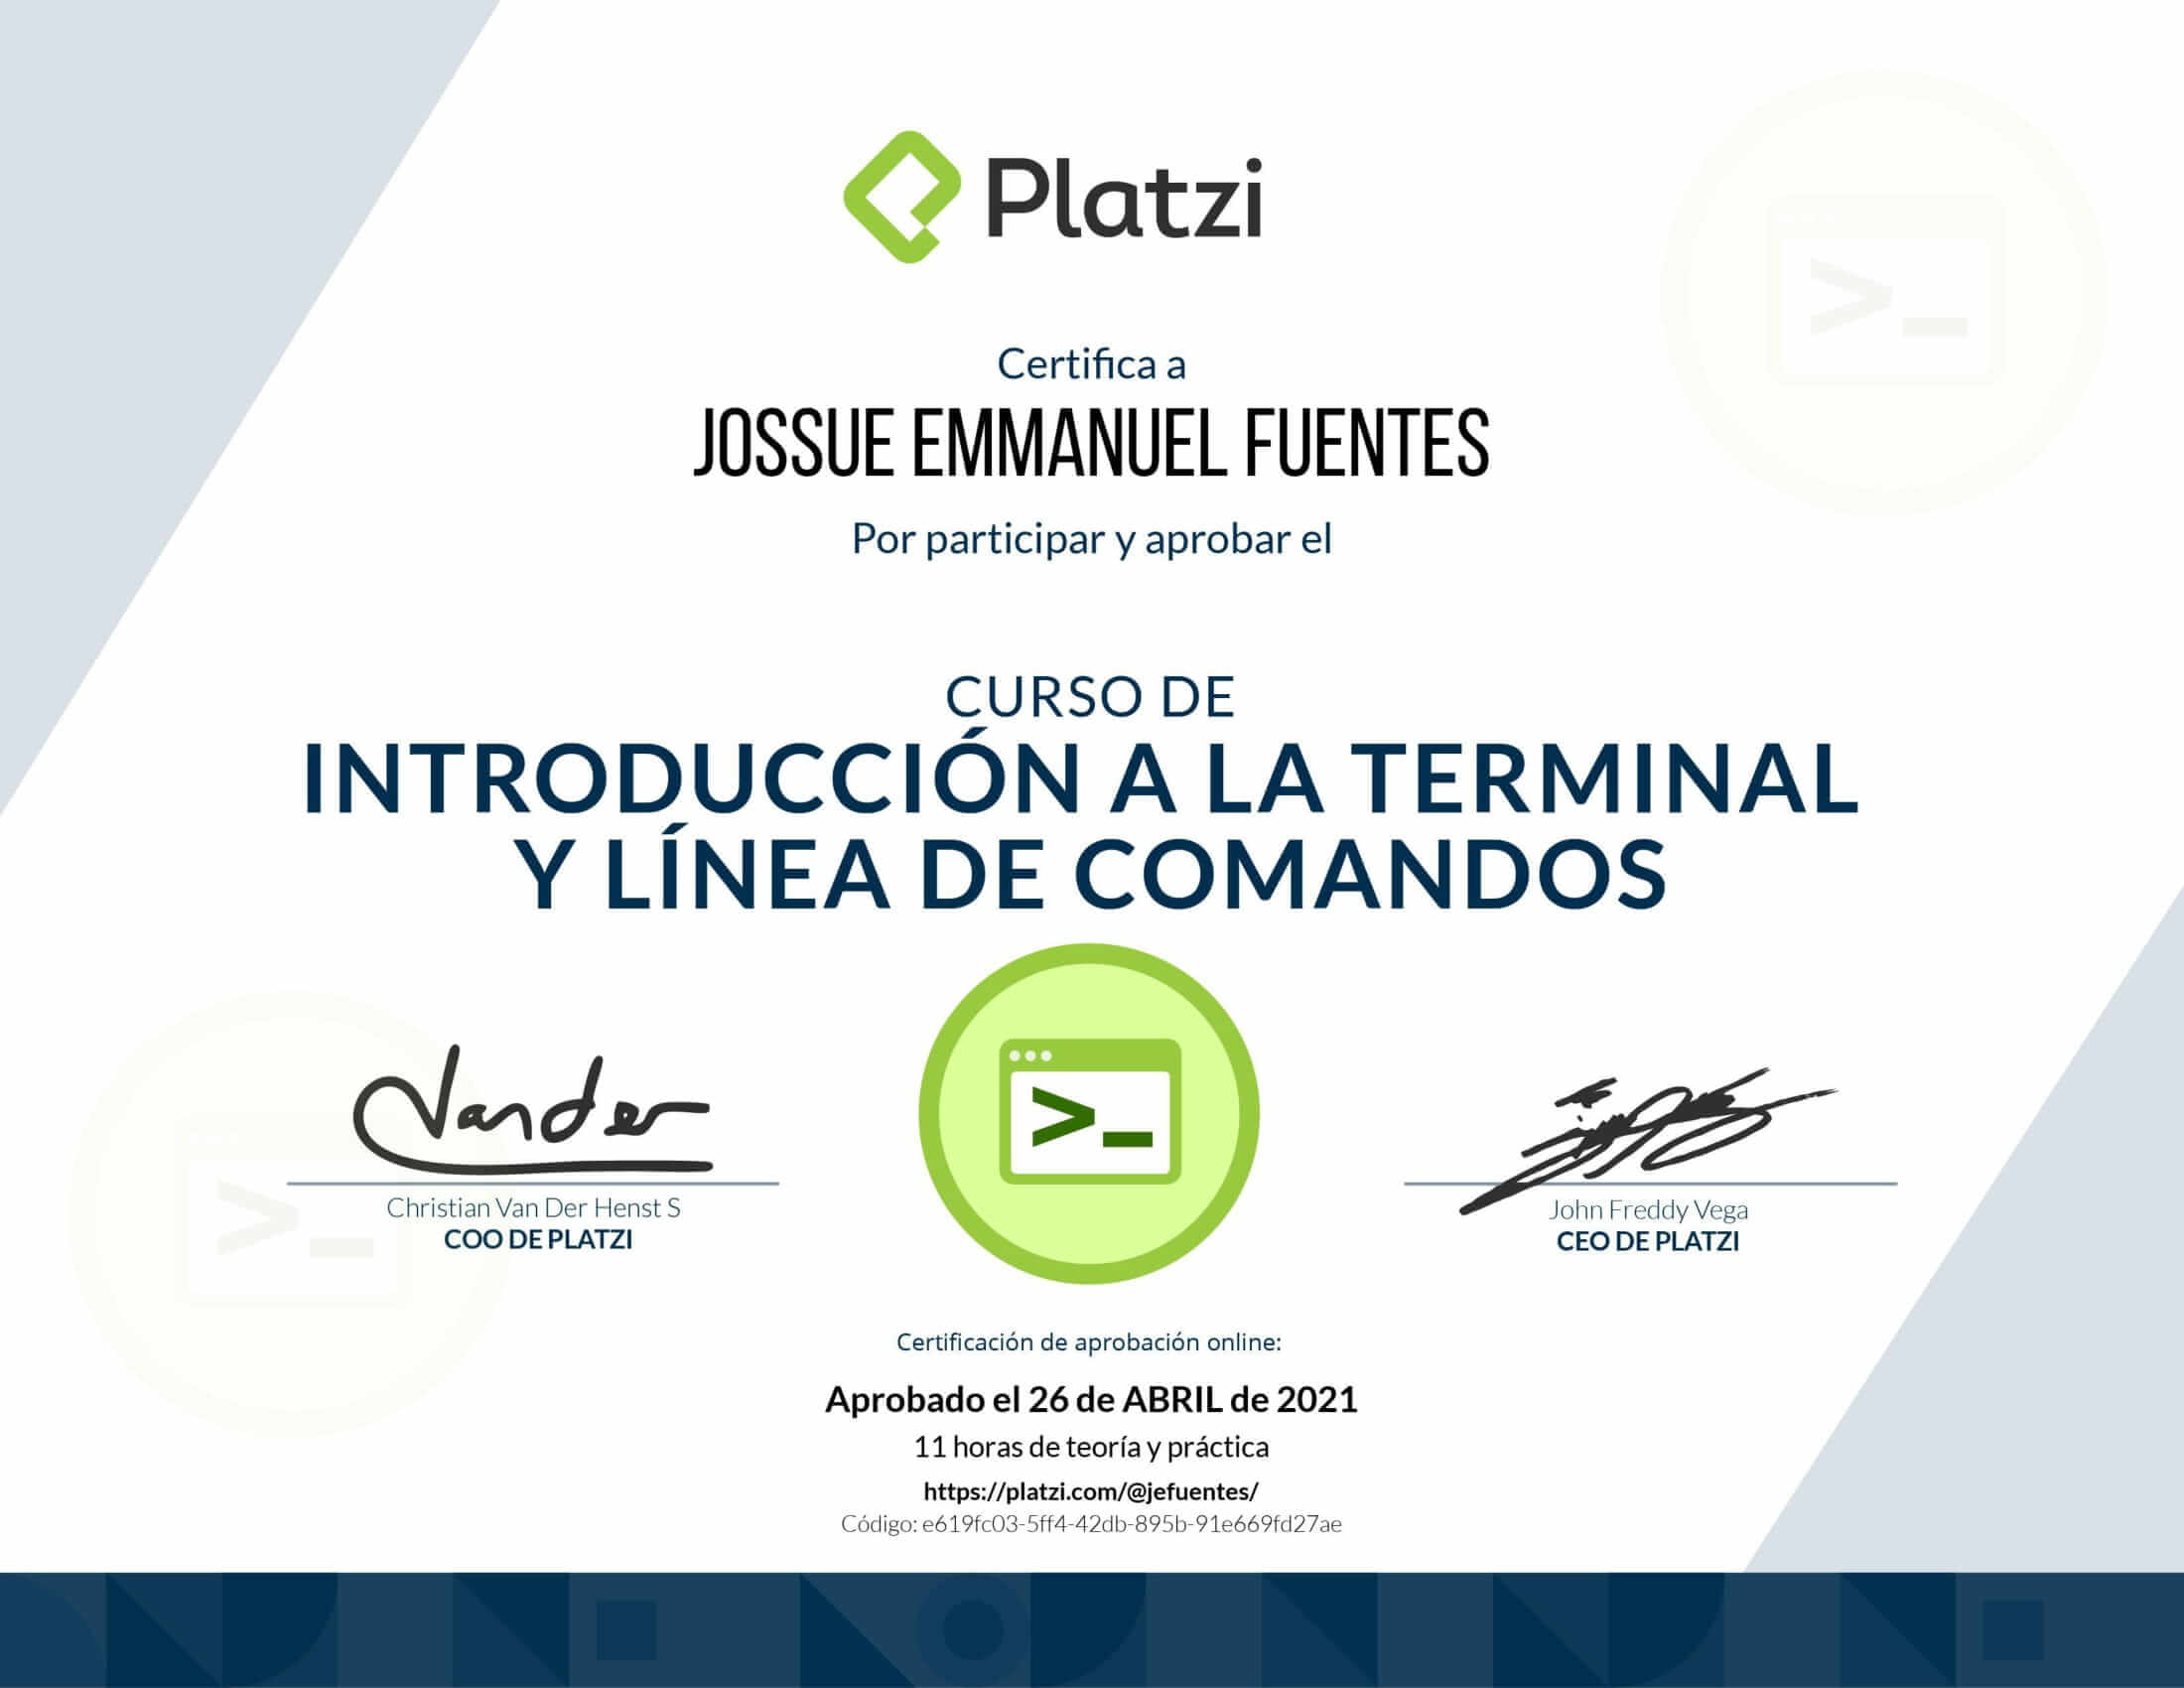 Platzi
Certifica a
JOSSUE EMMANUEL FUENTES
Por participar y aprobar el
CURSO DE
INTRODUCCIÓN A LA TERMINAL
Y LÍNEA DE COMANDOS
>_
>_
Vander
>_
Christian Van Der Henst S
COO DE PLATZI
John Freddy Vega
CEO DE PLATZI
Certificación de aprobación online:
Aprobado el 26 de ABRIL de 2021
11 horas de teoría y práctica
https://platzi.com/@jefuentes/
Código: e619fc03-5ff4-42db-895b-91e669fd27ae